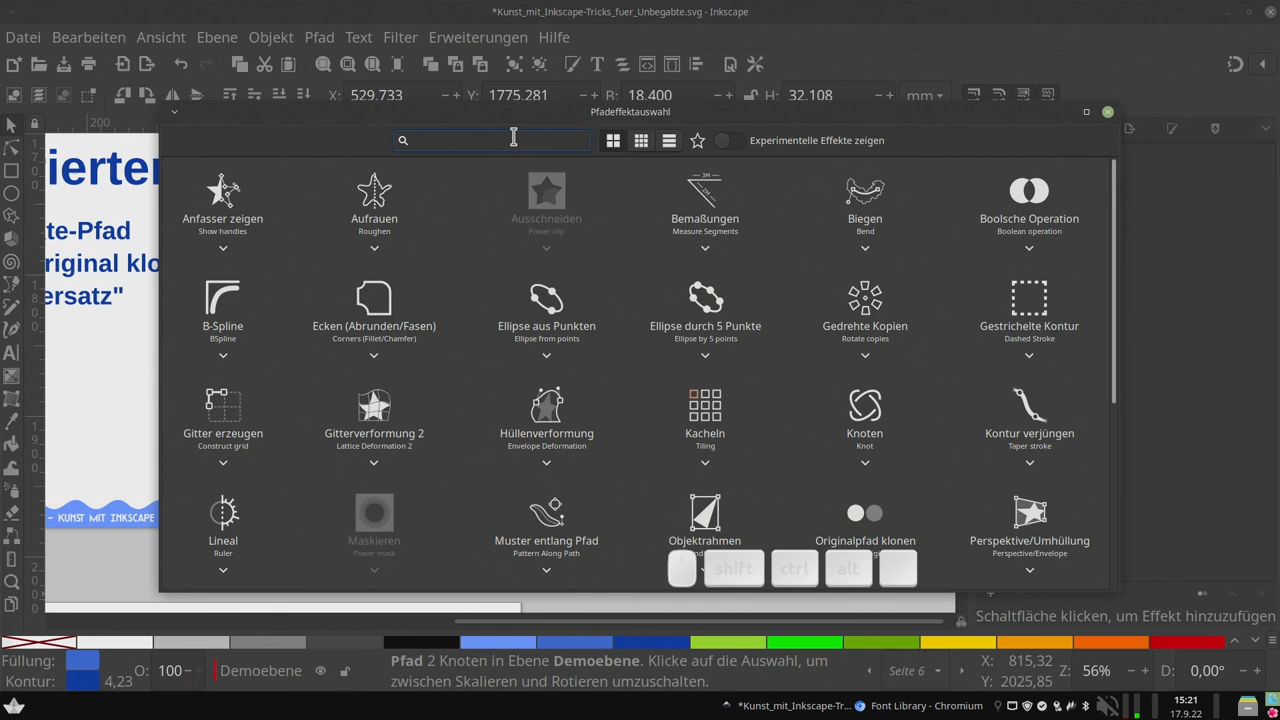 *Kunst_mit_Inkscape-Tricks_fuer_Unbegabte.svg - Inkscape
Datei Bearbeiten Ansicht Ebene Objekt Pfad Text Filter Erweiterungen Hilfe
X: 529.733 Y: 1775.281 B: 18.400 H: 32.108 mm
Pfadeffektauswahl
Experimentelle Effekte zeigen
200
ierten
te-Pfad
riginal klo
ersatz"
– KUNST MIT INKSCAPE
Anfasser zeigen
Show handles
Aufrauen
Roughen
Ausschneiden
Power clip
Bemaßungen
Measure Segments
Biegen
Bend
Boolsche Operation
Boolean operation
B-Spline
BSpline
Ecken (Abrunden/Fasen)
Corners (Fillet/Chamfer)
Ellipse aus Punkten
Ellipse from points
Ellipse durch 5 Punkte
Ellipse by 5 points
Gedrehte Kopien
Rotate copies
Gestrichelte Kontur
Dashed Stroke
Gitter erzeugen
Construct grid
Gitterverformung 2
Lattice Deformation 2
Hüllenverformung
Envelope Deformation
Kacheln
Tiling
Knoten
Knot
Kontur verjüngen
Taper stroke
Lineal
Ruler
Maskieren
Power mask
Muster entlang Pfad
Pattern Along Path
Objektrahmen
Originalpfad klonen
Perspektive/Umhüllung
Perspective/Envelope
shift ctrl alt
Schaltfläche klicken, um Effekt hinzuzufügen
Füllung:
Kontur: 4,23
O: 100
Demoebene
Pfad 2 Knoten in Ebene Demoebene. Klicke auf die Auswahl, um
zwischen Skalieren und Rotieren umzuschalten.
Seite 6
X: 815,32
Y: 2025,85
Z: 56%
D: 0,00°
*Kunst_mit_Inkscape-Tr...
Font Library - Chromium
15:21
17.9.22